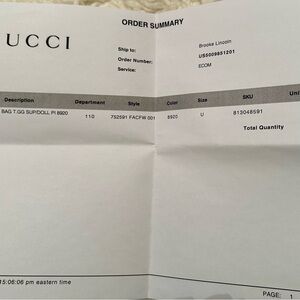 ORDER SUMMARY
UCCI
Ship to: Brooke Lincoln
Order Number: US5009851201
Service: ECOM
Description Department Style Color Size SKU Uni
BAG T.GG SUP/DOLL PI 8920 110 752591 FACFW 001 8920 U 813048591
Total Quantity
15:06:06 pm eastern time
PAGE: 1